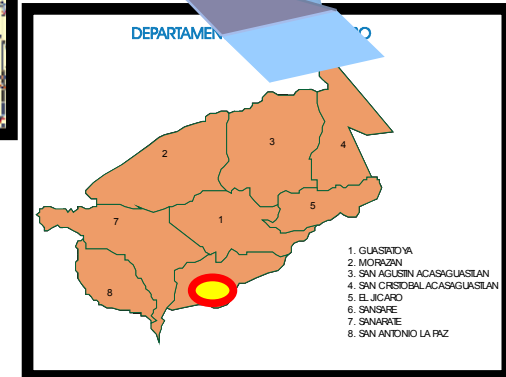 DEPARTAMEN
2
3
4
7
1
5
8
1. GUASTATOYA
2. MORAZAN
3. SAN AGUSTIN ACASAGUASTLAN
4. SAN CRISTOBAL ACASAGUASTLAN
5. EL JICARO
6. SANSARE
7. SANARATE
8. SAN ANTONIO LA PAZ